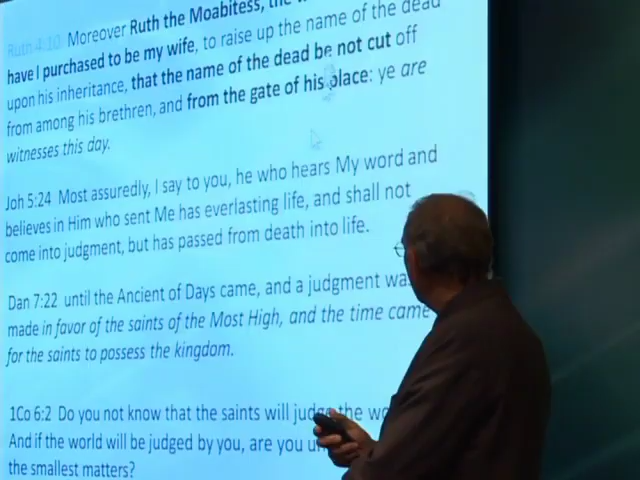 Ruth 4:10 Moreover Ruth the Moabitess, the
have I purchased to be my wife, to raise up the name of the dead
upon his inheritance, that the name of the dead be not cut off
from among his brethren, and from the gate of his place: ye are
witnesses this day.
Joh 5:24 Most assuredly, I say to you, he who hears My word and
believes in Him who sent Me has everlasting life, and shall not
come into judgment, but has passed from death into life.
Dan 7:22 until the Ancient of Days came, and a judgment was
made in favor of the saints of the Most High, and the time came
for the saints to possess the kingdom.
1Co 6:2 Do you not know that the saints will judge the wo
And if the world will be judged by you, are you un
the smallest matters?